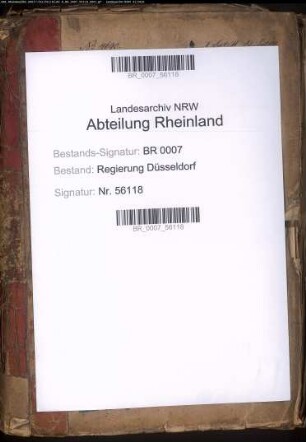 BR_0007_56118
Landesarchiv NRW
Abteilung Rheinland
Bestands-Signatur: BR 0007
Bestand: Regierung Düsseldorf
Signatur: Nr. 56118
BR_0007_56118